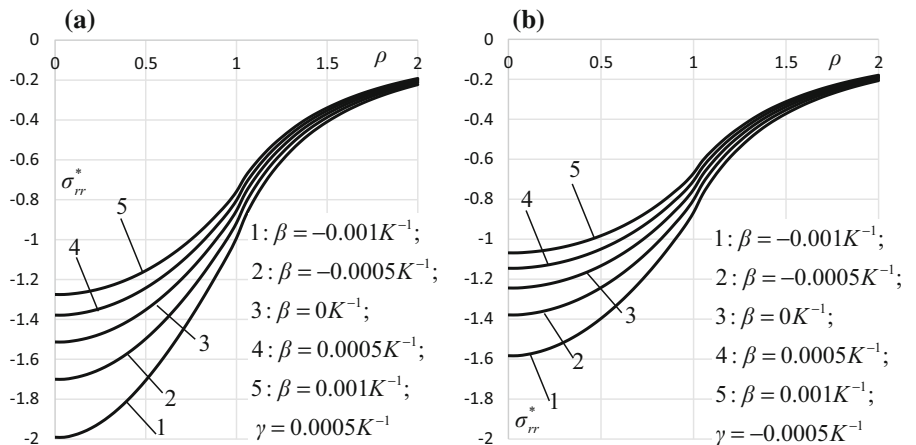 (a)
0
0 0.5 1 1.5 2
ρ
-0.2
-0.4
-0.6
-0.8
-1
-1.2
-1.4
-1.6
-1.8
-2
σ*rr
5
4
3
2
1
1: β = −0.001K⁻¹;
2: β = −0.0005K⁻¹;
3: β = 0K⁻¹;
4: β = 0.0005K⁻¹;
5: β = 0.001K⁻¹;
γ = 0.0005K⁻¹
(b)
0
0 0.5 1 1.5 2
ρ
-0.2
-0.4
-0.6
-0.8
-1
-1.2
-1.4
-1.6
-1.8
-2
5
4
3
2
1
σ*rr
1: β = −0.001K⁻¹;
2: β = −0.0005K⁻¹;
3: β = 0K⁻¹;
4: β = 0.0005K⁻¹;
5: β = 0.001K⁻¹;
γ = −0.0005K⁻¹